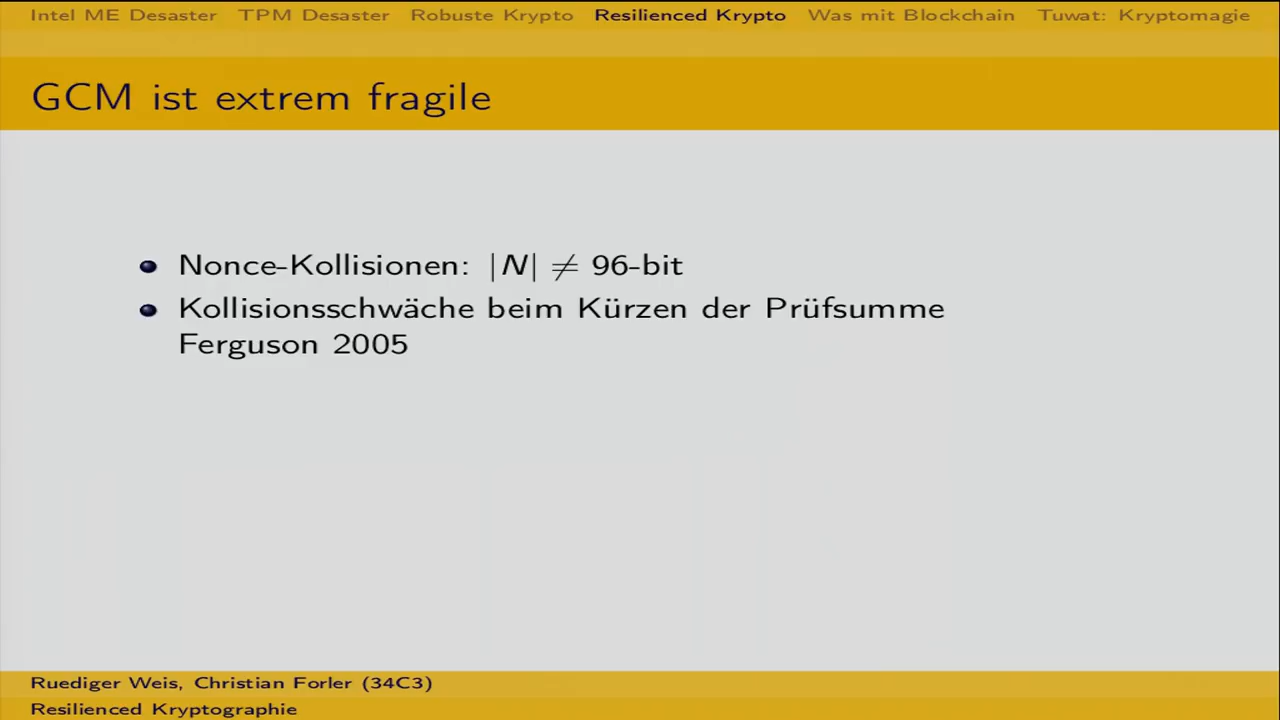 Intel ME Desaster TPM Desaster Robuste Krypto Resilienced Krypto Was mit Blockchain Tuwat: Kryptomagie
GCM ist extrem fragile
Nonce-Kollisionen: |N| ≠ 96-bit
Kollisionsschwäche beim Kürzen der Prüfsumme
Ferguson 2005
Ruediger Weis, Christian Forler (34C3)
Resilienced Kryptographie